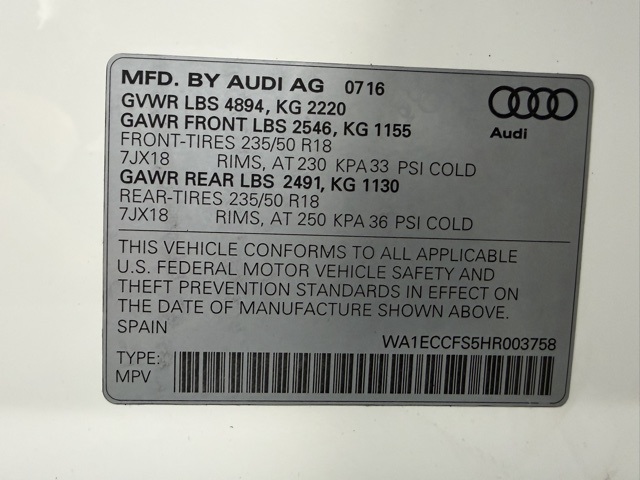 MFD. BY AUDI AG 0716
GVWR LBS 4894, KG 2220
GAWR FRONT LBS 2546, KG 1155
FRONT-TIRES 235/50 R18
7JX18 RIMS, AT 230 KPA 33 PSI COLD
GAWR REAR LBS 2491, KG 1130
REAR-TIRES 235/50 R18
7JX18 RIMS, AT 250 KPA 36 PSI COLD
Audi
THIS VEHICLE CONFORMS TO ALL APPLICABLE
U.S. FEDERAL MOTOR VEHICLE SAFETY AND
THEFT PREVENTION STANDARDS IN EFFECT ON
THE DATE OF MANUFACTURE SHOWN ABOVE.
SPAIN
WA1ECCFS5HR003758
TYPE:
MPV